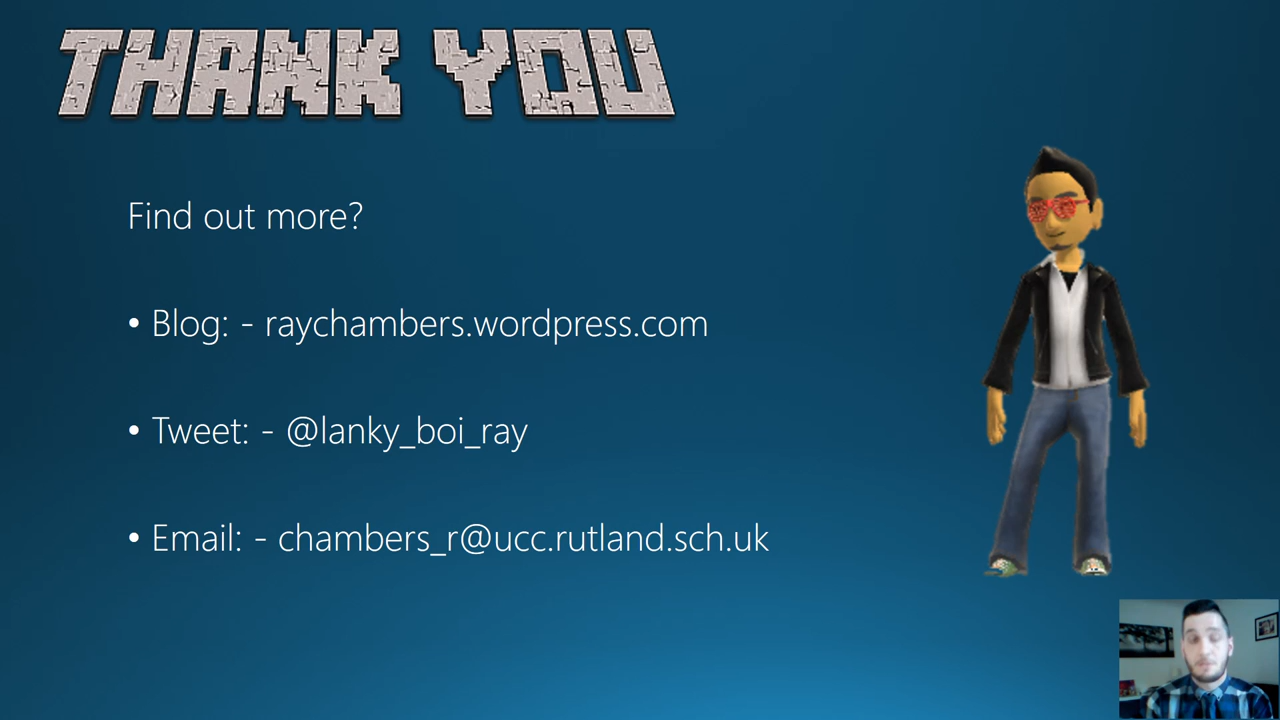 THANK YOU
Find out more?
• Blog: - raychambers.wordpress.com
• Tweet: - @lanky_boi_ray
• Email: - chambers_r@ucc.rutland.sch.uk